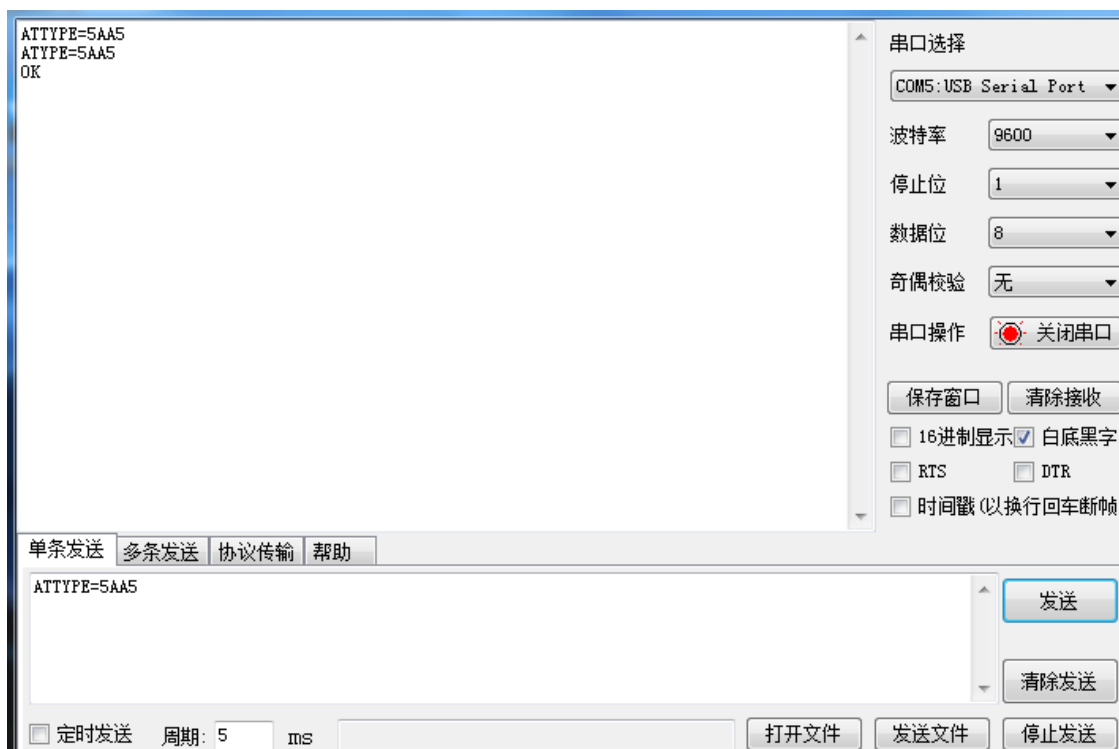 ATTYPE=5AA5
ATYPE=5AA5
OK
串口选择
COM5:USB Serial Port
波特率 9600
停止位 1
数据位 8
奇偶校验 无
串口操作 关闭串口
保存窗口 清除接收
16进制显示 白底黑字
RTS DTR
时间戳(以换行回车断帧
单条发送 多条发送 协议传输 帮助
ATTYPE=5AA5
发送
清除发送
定时发送 周期: 5 ms 打开文件 发送文件 停止发送